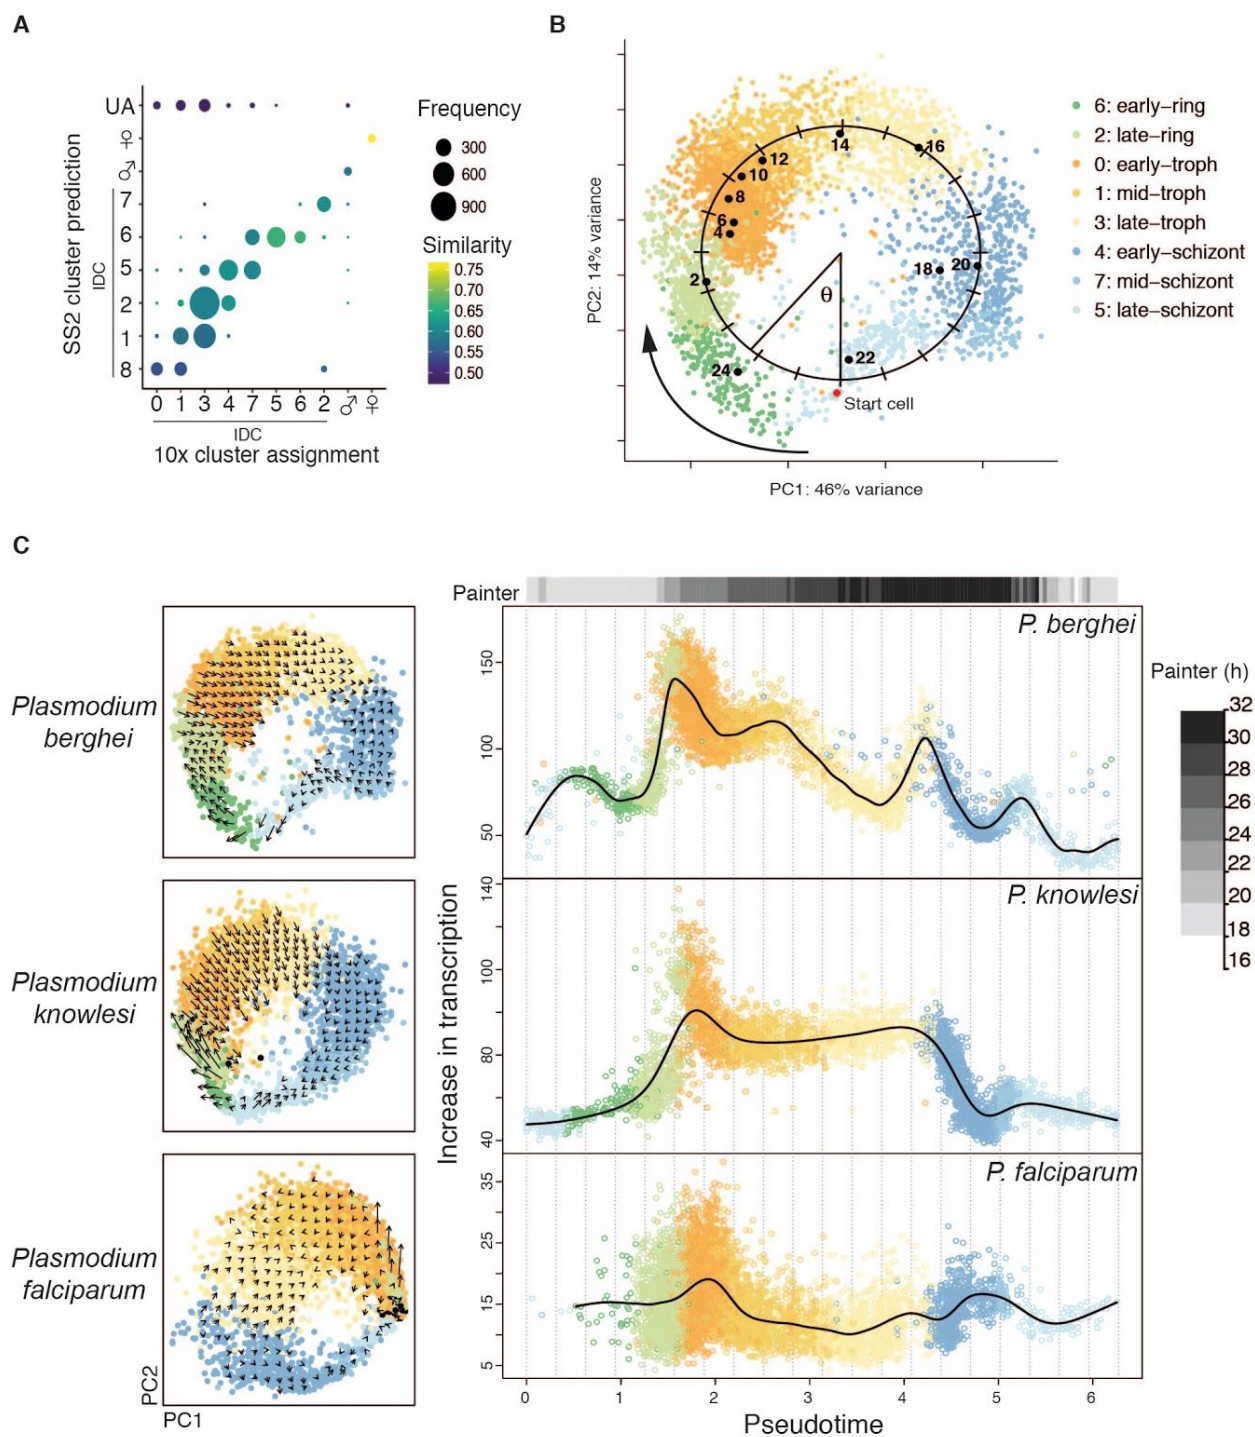 A
SS2 cluster prediction
IDC
UA
♀
♂
7
6
5
2
1
8
0 1 3 4 7 5 6 2 ♂ ♀
IDC
10x cluster assignment
Frequency
300
600
900
Similarity
0.75
0.70
0.65
0.60
0.55
0.50
B
PC2: 14% variance
2
4
6
8
10
12
14
16
18
20
22
24
θ
Start cell
PC1: 46% variance
6: early–ring
2: late–ring
0: early–troph
1: mid–troph
3: late–troph
4: early–schizont
7: mid–schizont
5: late–schizont
C
Plasmodium
berghei
Plasmodium
knowlesi
Plasmodium
falciparum
PC2
PC1
Painter
P. berghei
150
100
50
P. knowlesi
140
100
80
40
P. falciparum
35
25
15
5
Increase in transcription
0 1 2 3 4 5 6
Pseudotime
Painter (h)
32
30
28
26
24
22
20
18
16